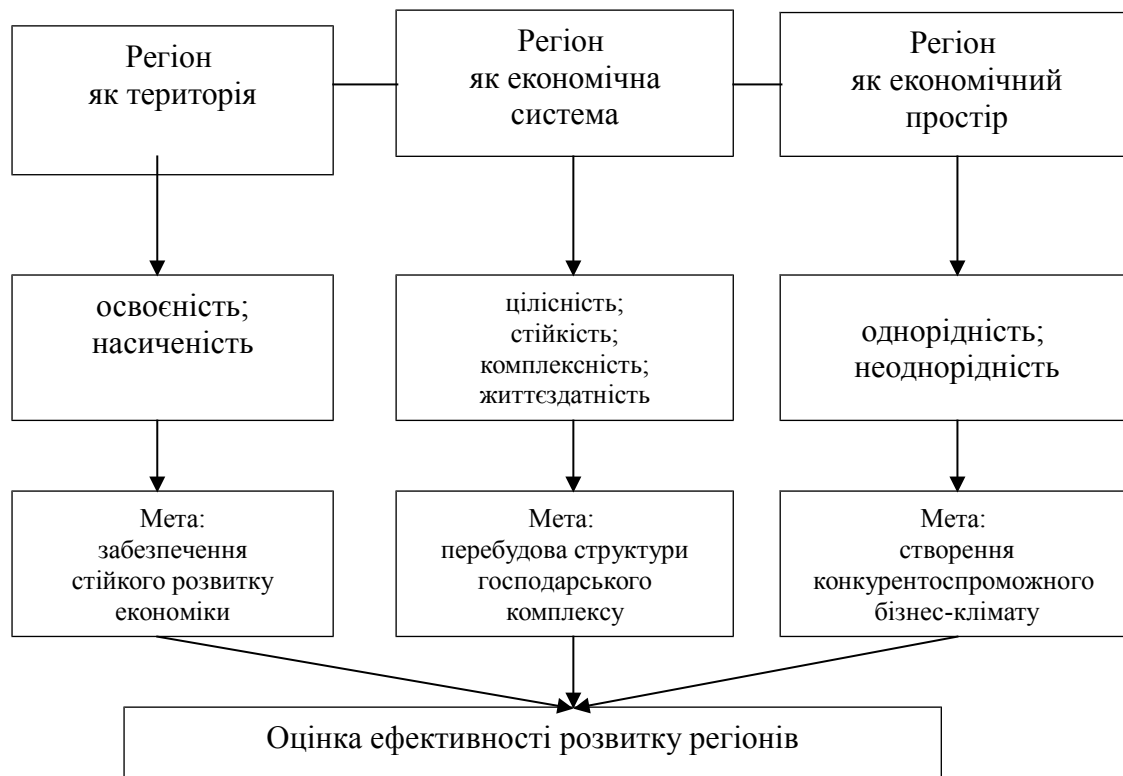 Регіон
як територія
Регіон
як економічна
система
Регіон
як економічний
простір
освоєність;
насиченість
цілісність;
стійкість;
комплексність;
життєздатність
однорідність;
неоднорідність
Мета:
забезпечення
стійкого розвитку
економіки
Мета:
перебудова структури
господарського
комплексу
Мета:
створення
конкурентоспроможного
бізнес-клімату
Оцінка ефективності розвитку регіонів